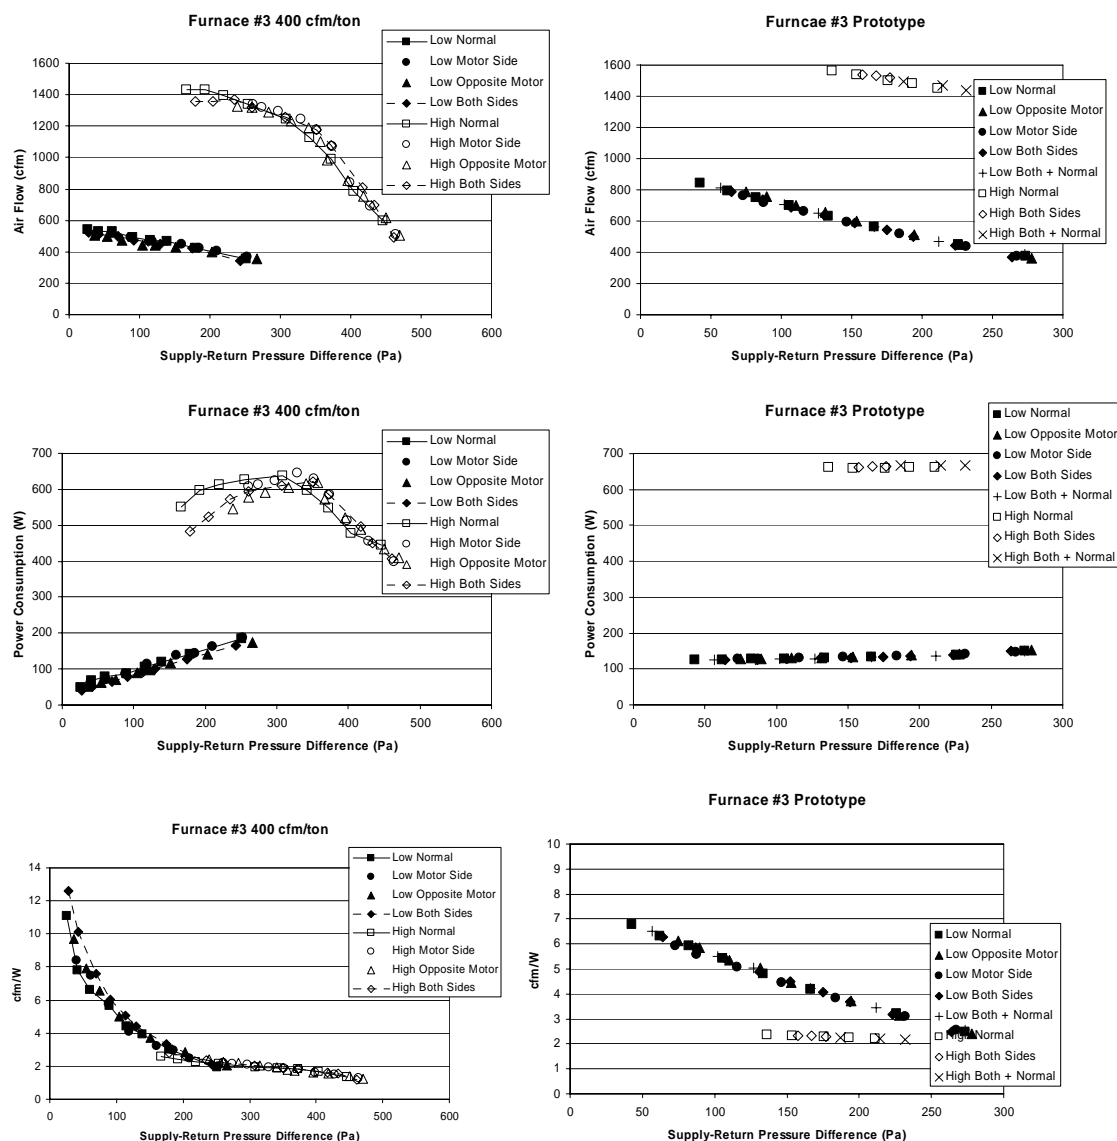 Furnace #3 400 cfm/ton
Low Normal
Low Motor Side
Low Opposite Motor
Low Both Sides
High Normal
High Motor Side
High Opposite Motor
High Both Sides
1600
1400
1200
1000
800
600
400
200
0
Air Flow (cfm)
0 100 200 300 400 500 600
Supply-Return Pressure Difference (Pa)
Furncae #3 Prototype
Low Normal
Low Opposite Motor
Low Motor Side
Low Both Sides
Low Both + Normal
High Normal
High Both Sides
High Both + Normal
1600
1400
1200
1000
800
600
400
200
0
Air Flow (cfm)
0 50 100 150 200 250 300
Supply-Return Pressure Difference (Pa)
Furnace #3 400 cfm/ton
Low Normal
Low Motor Side
Low Opposite Motor
Low Both Sides
High Normal
High Motor Side
High Opposite Motor
High Both Sides
700
600
500
400
300
200
100
0
Power Consumption (W)
0 100 200 300 400 500 600
Supply-Return Pressure Difference (Pa)
Furnace #3 Prototype
Low Normal
Low Opposite Motor
Low Motor Side
Low Both Sides
Low Both + Normal
High Normal
High Both Sides
High Both + Normal
700
600
500
400
300
200
100
0
Power Consumption (W)
0 50 100 150 200 250 300
Supply-Return Pressure Difference (Pa)
Furnace #3 400 cfm/ton
Low Normal
Low Motor Side
Low Opposite Motor
Low Both Sides
High Normal
High Motor Side
High Opposite Motor
High Both Sides
14
12
10
8
6
4
2
0
cfm/W
0 100 200 300 400 500 600
Supply-Return Pressure Difference (Pa)
Furnace #3 Prototype
Low Normal
Low Opposite Motor
Low Motor Side
Low Both Sides
Low Both + Normal
High Normal
High Both Sides
High Both + Normal
10
9
8
7
6
5
4
3
2
1
0
cfm/W
0 50 100 150 200 250 300
Supply-Return Pressure Difference (Pa)